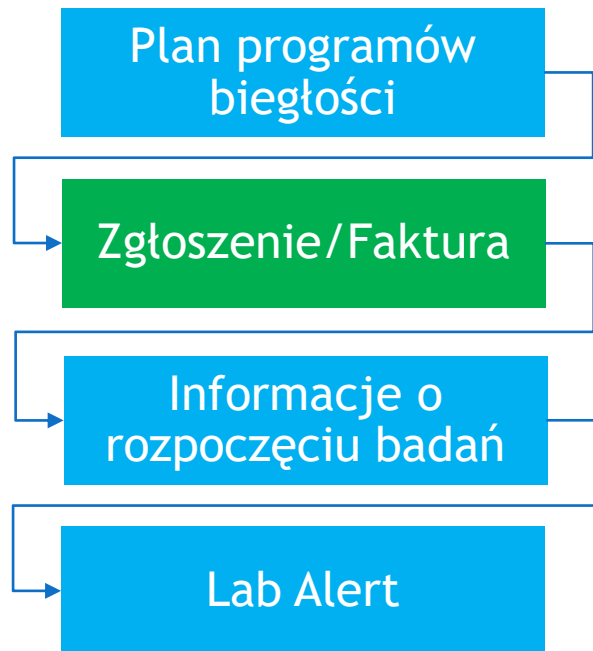 Plan programów
biegłości
Zgłoszenie/Faktura
Informacje o
rozpoczęciu badań
Lab Alert